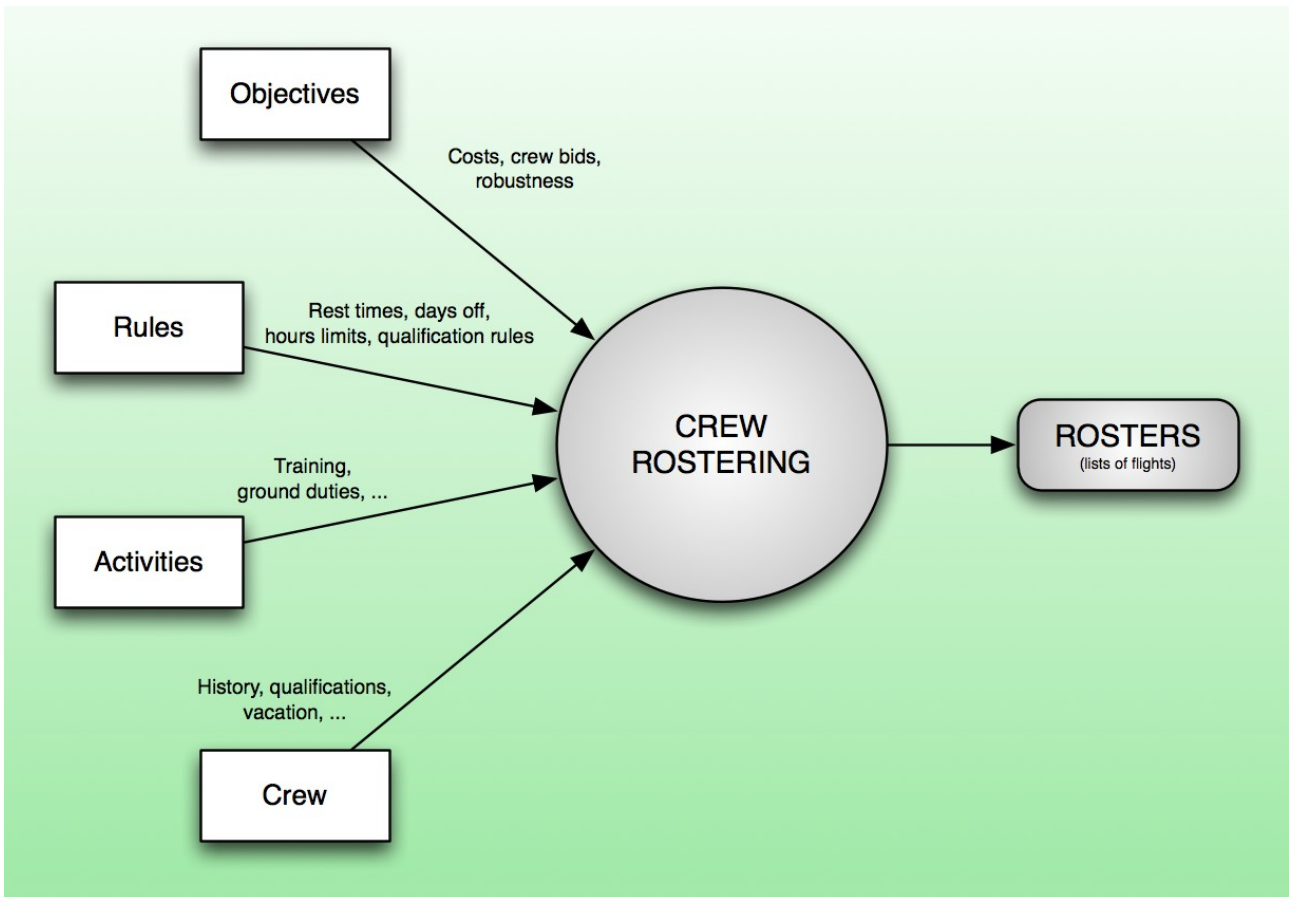 Objectives
Costs, crew bids,
robustness
Rules
Rest times, days off,
hours limits, qualification rules
CREW
ROSTERING
ROSTERS
(lists of flights)
Training,
ground duties, ...
Activities
History, qualifications,
vacation, ...
Crew